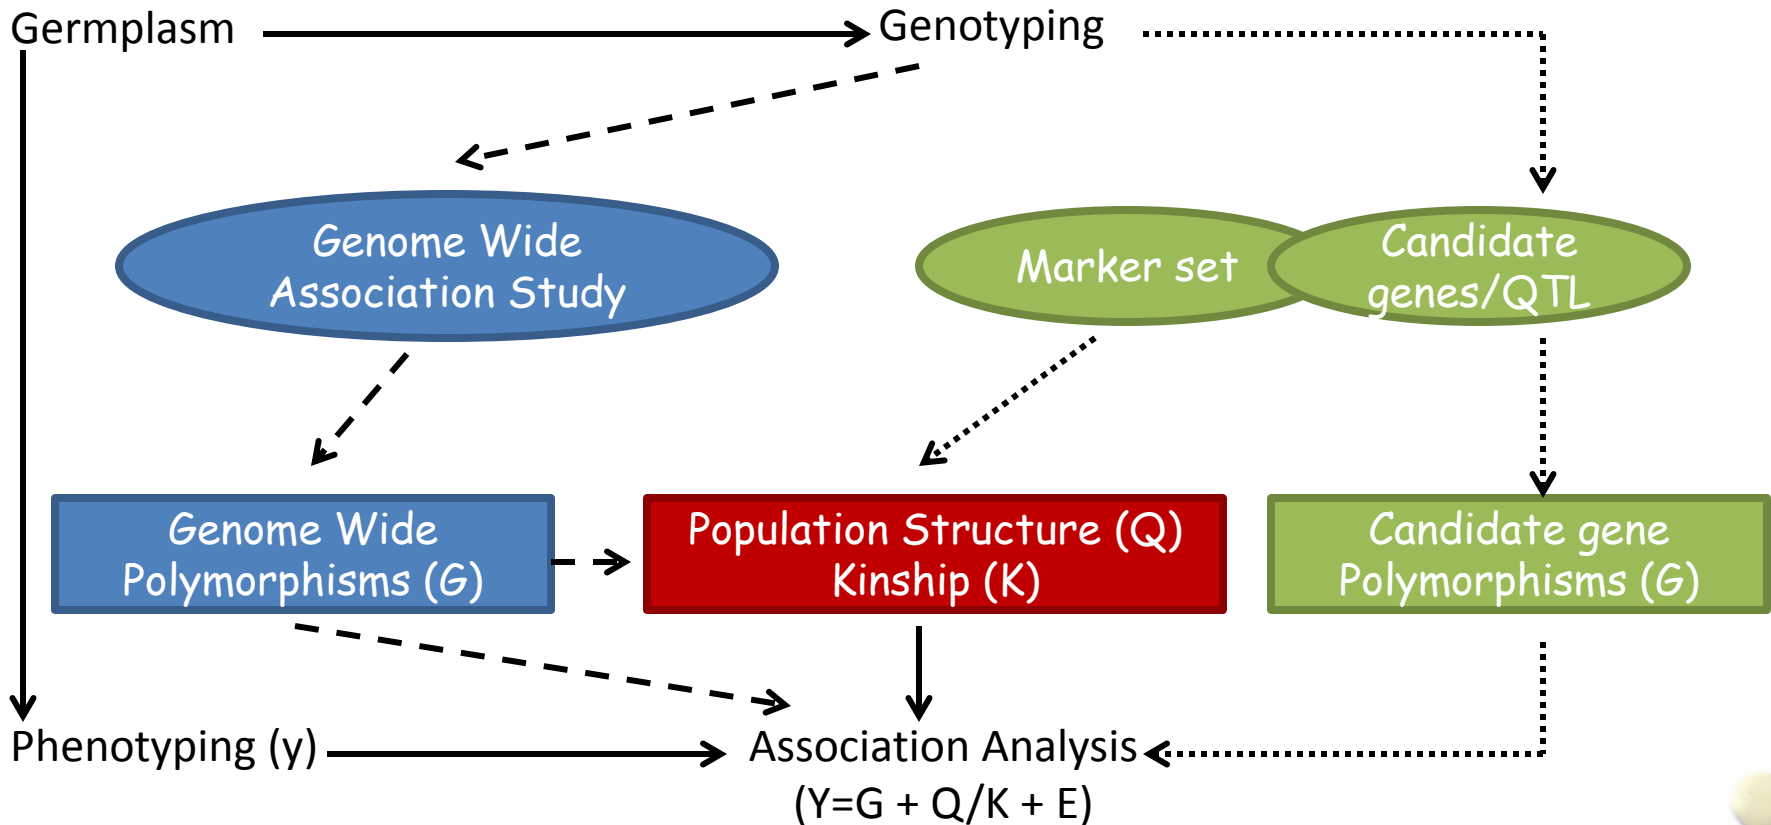 Germplasm
Genotyping
Genome Wide
Association Study
Marker set
Candidate
genes/QTL
Genome Wide
Polymorphisms (G)
Population Structure (Q)
Kinship (K)
Candidate gene
Polymorphisms (G)
Phenotyping (y)
Association Analysis
(Y=G + Q/K + E)